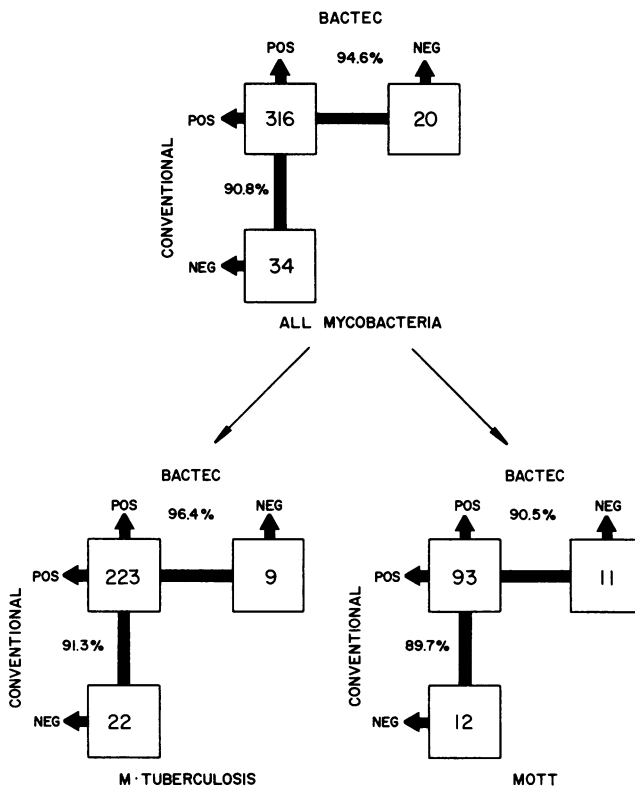 BACTEC
POS
94.6%
NEG
POS
316
20
CONVENTIONAL
90.8%
NEG
34
ALL MYCOBACTERIA
BACTEC
POS
96.4%
NEG
POS
223
9
CONVENTIONAL
91.3%
NEG
22
M·TUBERCULOSIS
BACTEC
POS
90.5%
NEG
POS
93
11
CONVENTIONAL
89.7%
NEG
12
MOTT